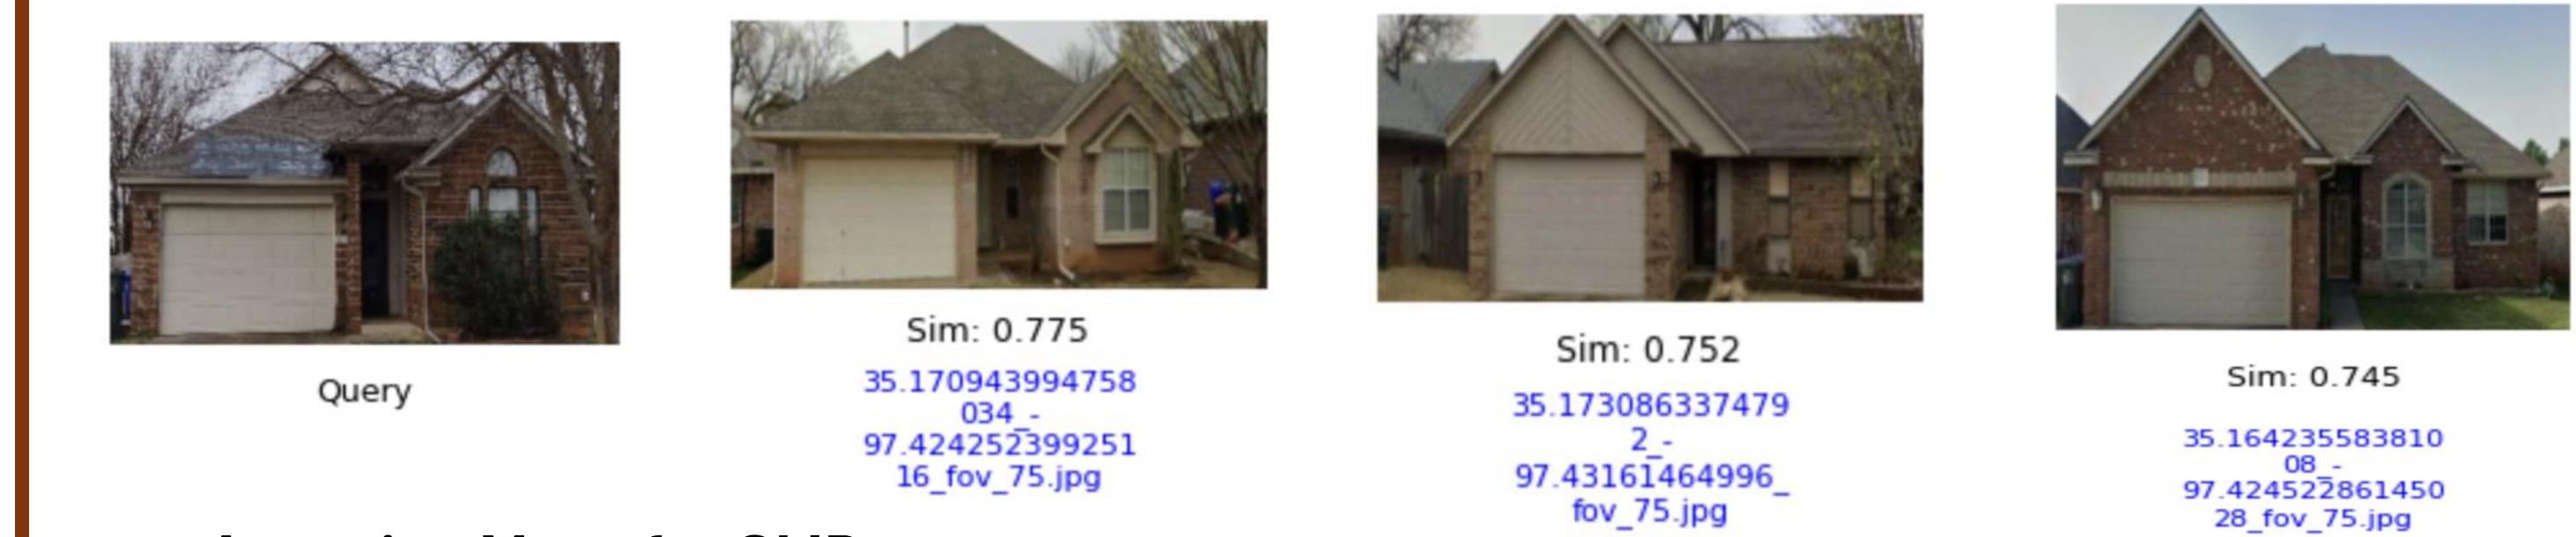 Query
Sim: 0.775
35.170943994758
034_-
97.424252399251
16_fov_75.jpg
Sim: 0.752
35.173086337479
2_-
97.43161464996_
fov_75.jpg
Sim: 0.745
35.164235583810
08_-
97.424522861450
28_fov_75.jpg